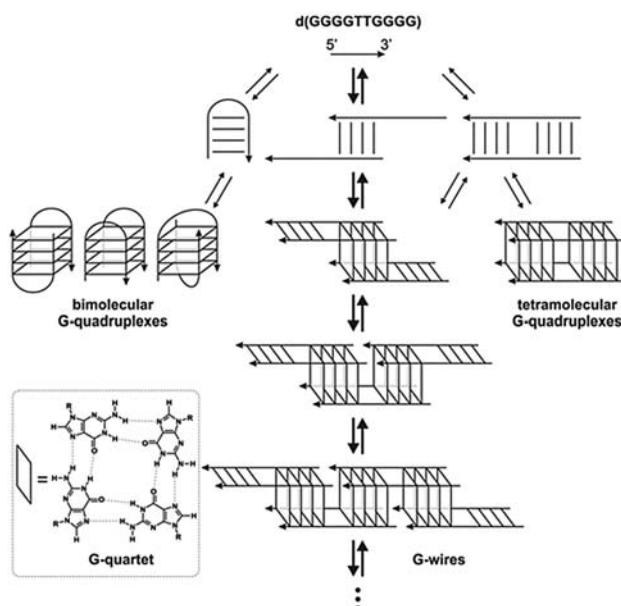 d(GGGGTTGGGG)
5' 3'
bimolecular
G-quadruplexes
tetramolecular
G-quadruplexes
R
N N H
N N H
H O N R
N H N
H H
=
G-quartet
G-wires